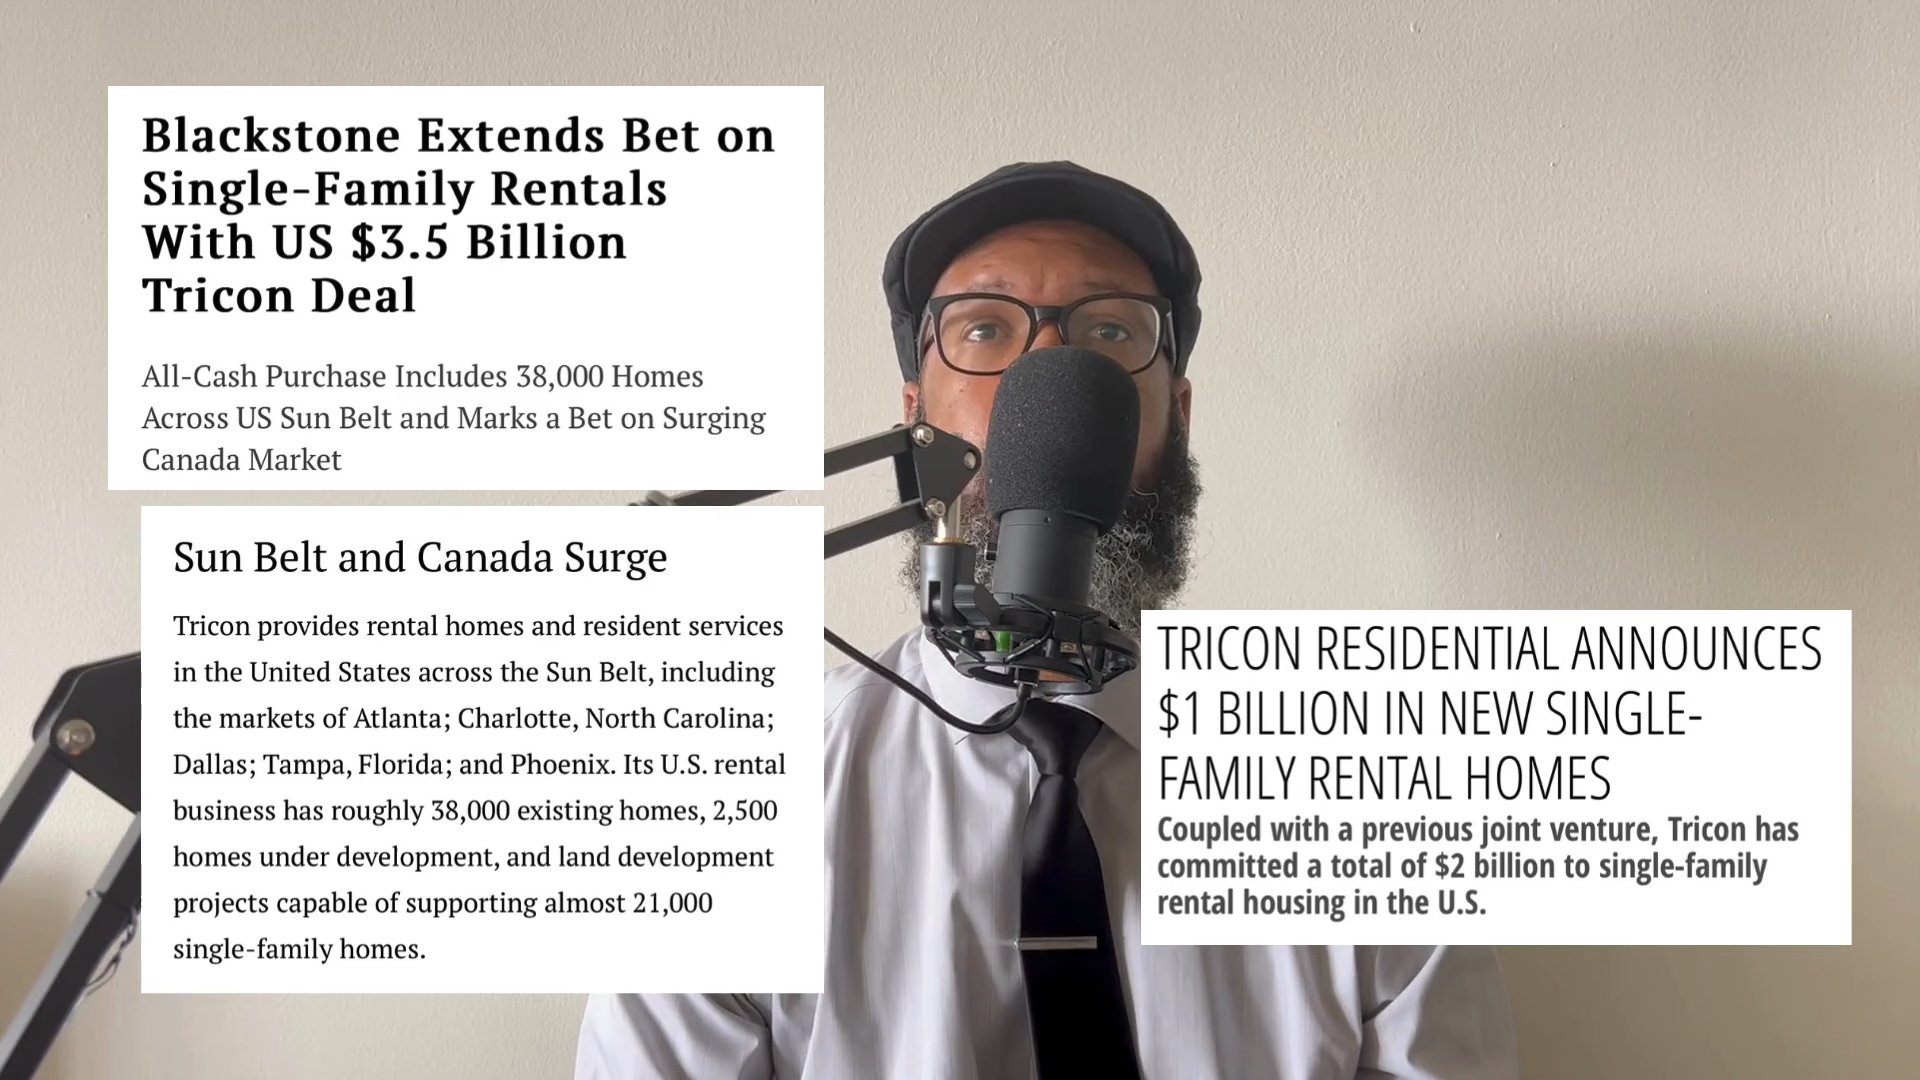 Blackstone Extends Bet on
Single-Family Rentals
With US $3.5 Billion
Tricon Deal
All-Cash Purchase Includes 38,000 Homes
Across US Sun Belt and Marks a Bet on Surging
Canada Market
Sun Belt and Canada Surge
Tricon provides rental homes and resident services
in the United States across the Sun Belt, including
the markets of Atlanta; Charlotte, North Carolina;
Dallas; Tampa, Florida; and Phoenix. Its U.S. rental
business has roughly 38,000 existing homes, 2,500
homes under development, and land development
projects capable of supporting almost 21,000
single-family homes.
TRICON RESIDENTIAL ANNOUNCES
$1 BILLION IN NEW SINGLE-
FAMILY RENTAL HOMES
Coupled with a previous joint venture, Tricon has
committed a total of $2 billion to single-family
rental housing in the U.S.